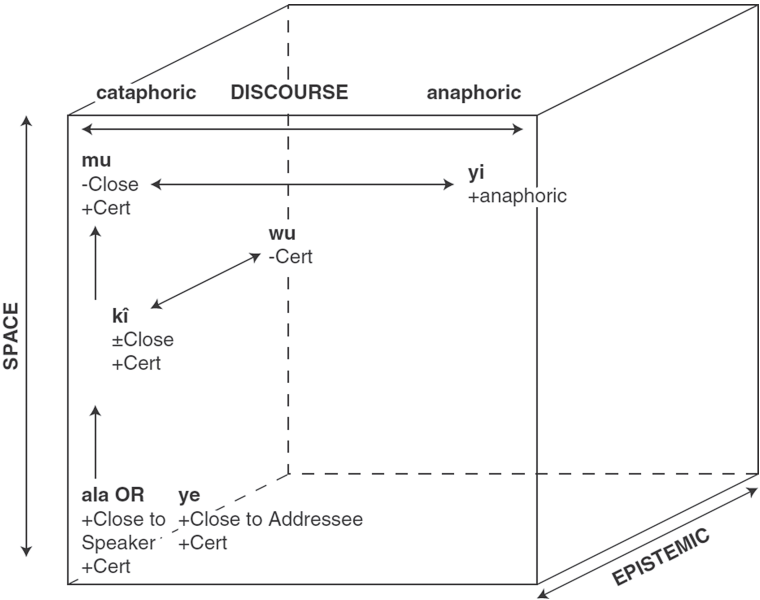 cataphoric DISCOURSE anaphoric
mu
-Close
+Cert
yi
+anaphoric
wu
-Cert
SPACE
kî
±Close
+Cert
ala OR ye
+Close to +Close to Addressee
Speaker +Cert
+Cert
EPISTEMIC